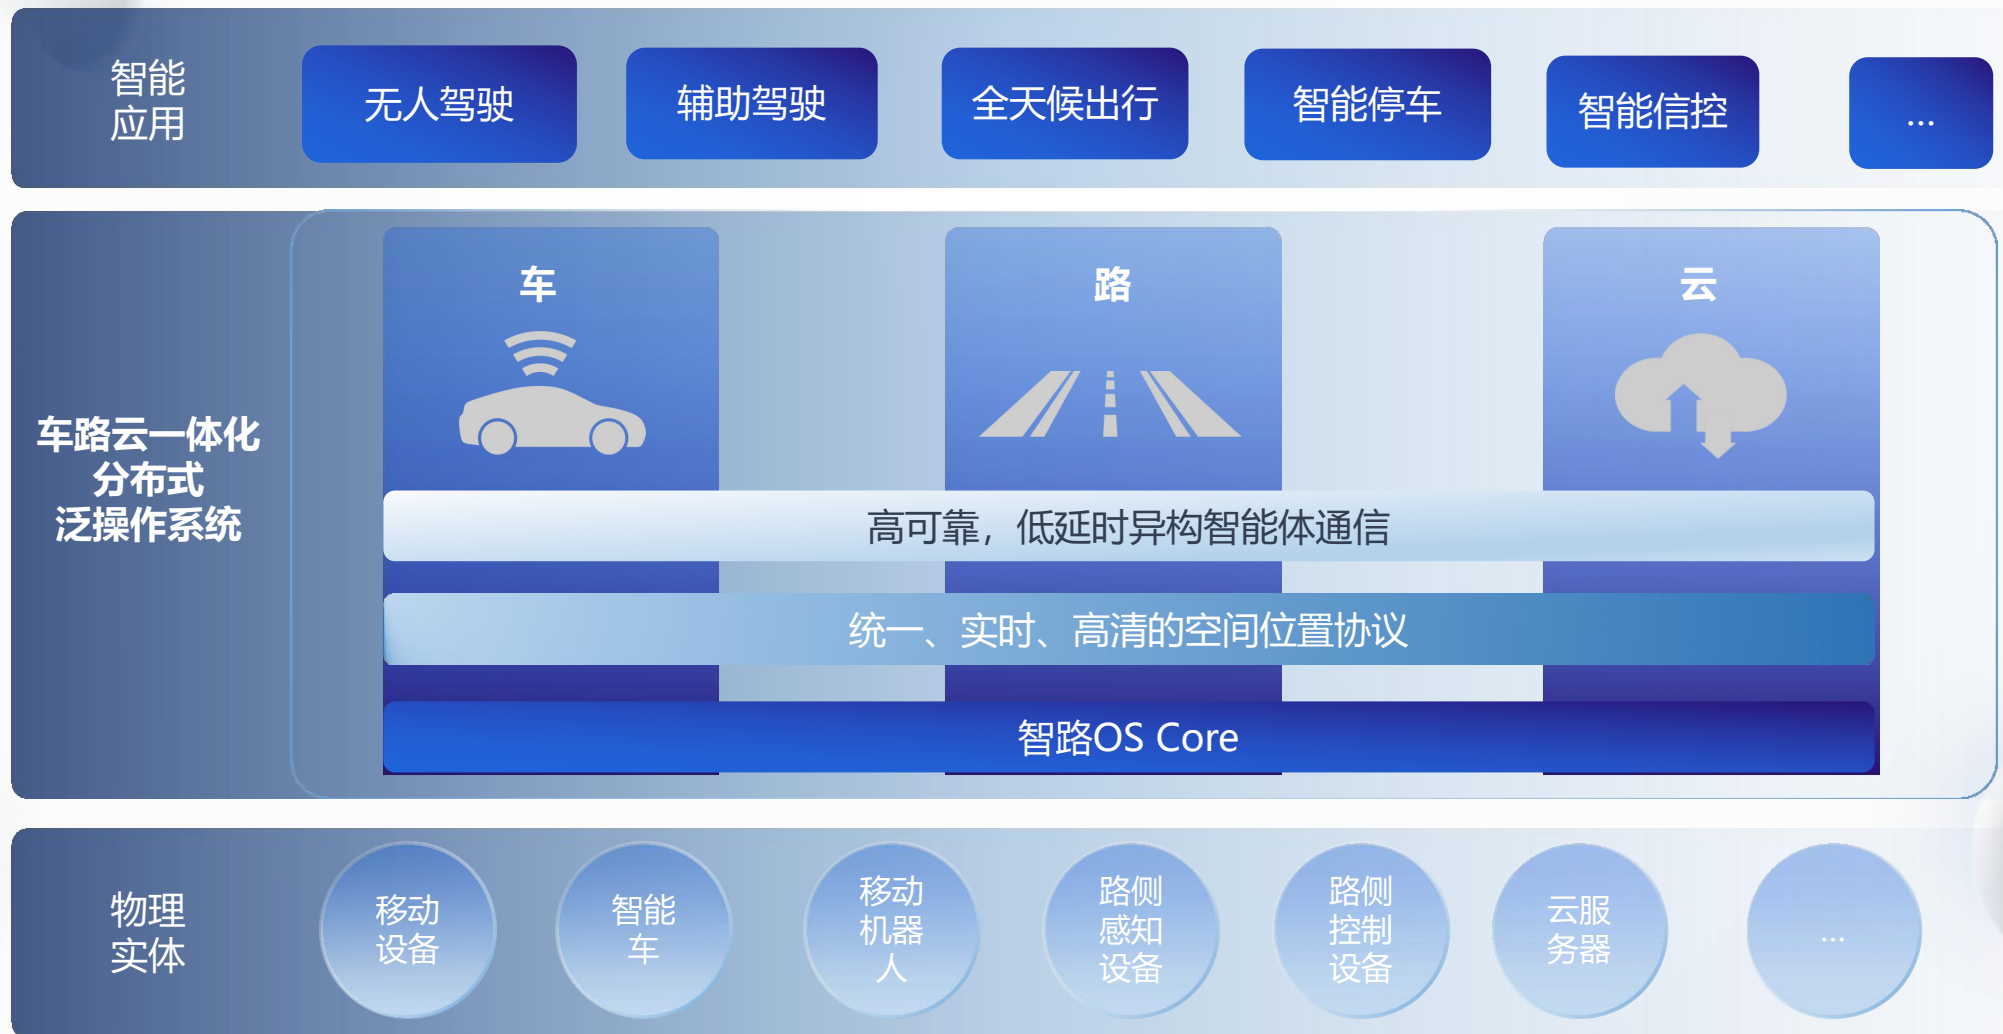 智能
应用
无人驾驶
辅助驾驶
全天候出行
智能停车
智能信控
...
车路云一体化
分布式
泛操作系统
车
路
云
高可靠，低延时异构智能体通信
统一、实时、高清的空间位置协议
智路OS Core
物理
实体
移动
设备
智能
车
移动
机器
人
路侧
感知
设备
路侧
控制
设备
云服
务器
...